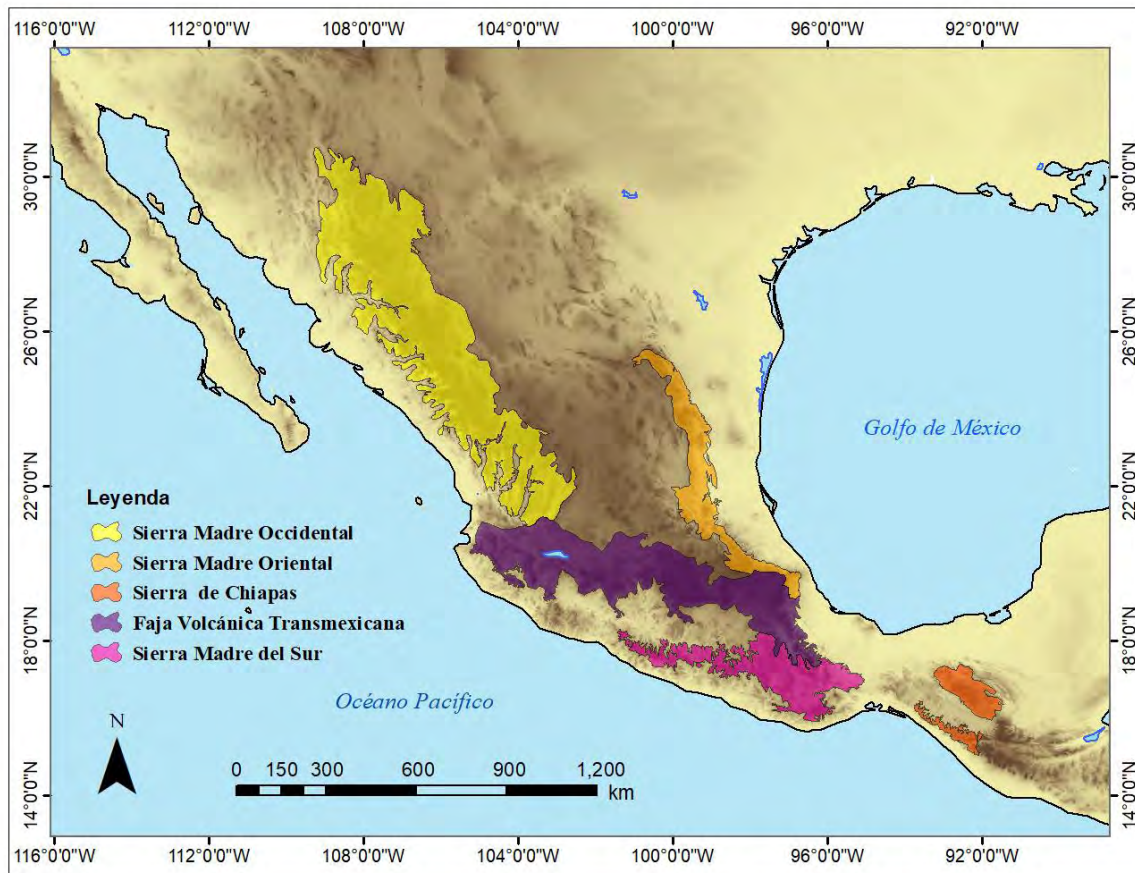 116°0'0"W 112°0'0"W 108°0'0"W 104°0'0"W 100°0'0"W 96°0'0"W 92°0'0"W
30°0'0"N 30°0'0"N
26°0'0"N 26°0'0"N
Golfo de México
22°0'0"N 22°0'0"N
Leyenda
Sierra Madre Occidental
Sierra Madre Oriental
Sierra de Chiapas
Faja Volcánica Transmexicana
Sierra Madre del Sur
18°0'0"N 18°0'0"N
Océano Pacífico
N
0 150 300 600 900 1,200
km
14°0'0"N 14°0'0"N
116°0'0"W 112°0'0"W 108°0'0"W 104°0'0"W 100°0'0"W 96°0'0"W 92°0'0"W